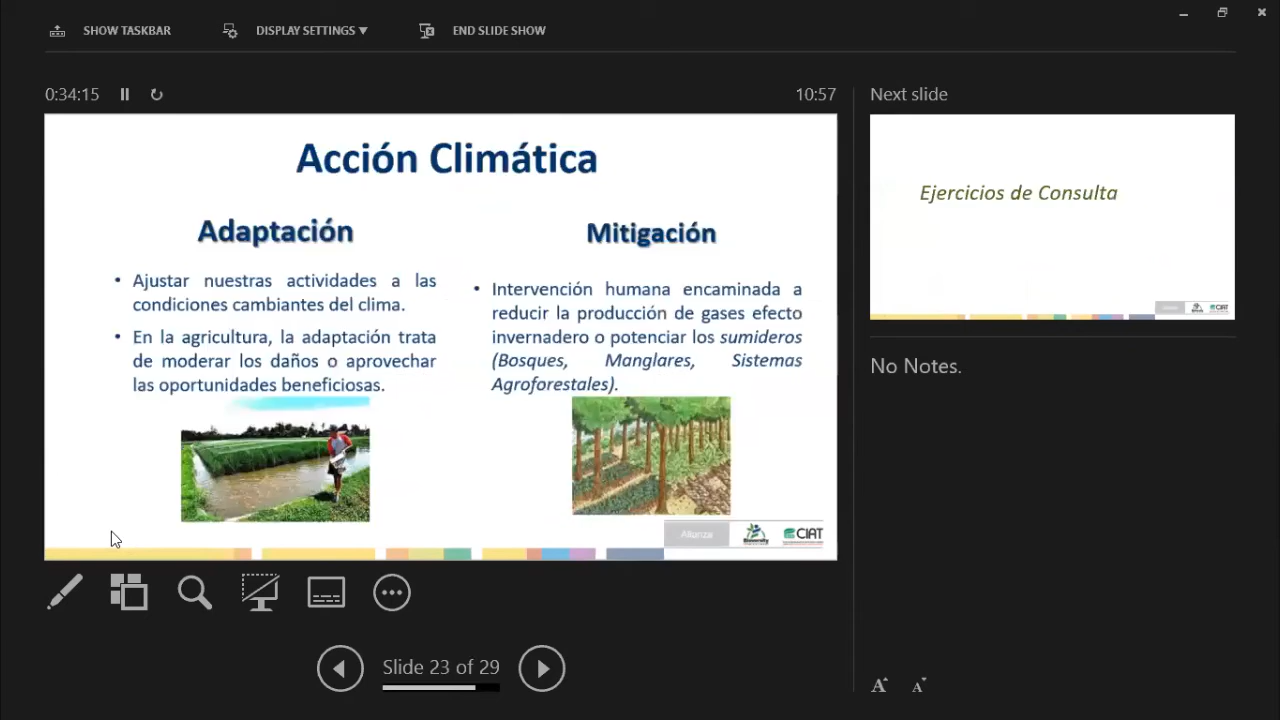 SHOW TASKBAR
DISPLAY SETTINGS ▼
END SLIDE SHOW
0:34:15
10:57
Next slide
Acción Climática
Adaptación
• Ajustar nuestras actividades a las
condiciones cambiantes del clima.
• En la agricultura, la adaptación trata
de moderar los daños o aprovechar
las oportunidades beneficiosas.
Mitigación
• Intervención humana encaminada a
reducir la producción de gases efecto
invernadero o potenciar los sumideros
(Bosques, Manglares, Sistemas
Agroforestales).
Alianza
Bioversity
CIAT
Ejercicios de Consulta
CIAT
No Notes.
Slide 23 of 29
A A